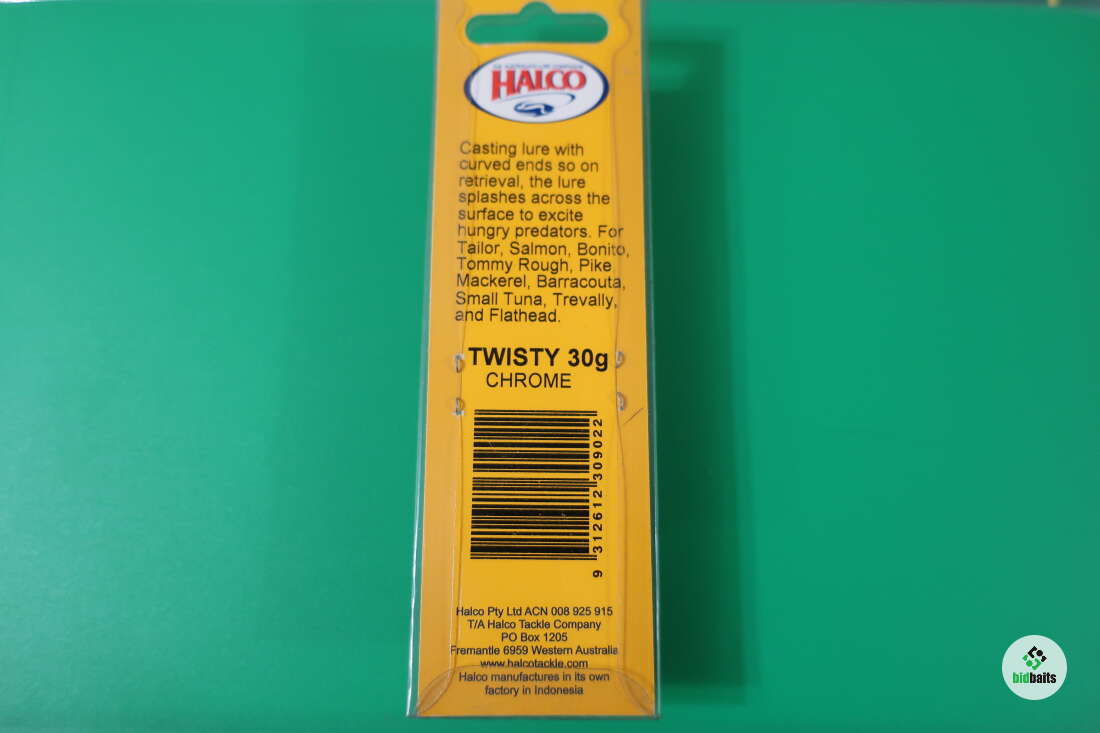 HALCO
Casting lure with
curved ends so on
retrieval, the lure
splashes across the
surface to excite
hungry predators. For
Tailor, Salmon, Bonito,
Tommy Rough, Pike
Mackerel, Barracouta,
Small Tuna, Trevally,
and Flathead.
TWISTY 30g
CHROME
9 312612 309022
Halco Pty Ltd ACN 008 925 915
T/A Halco Tackle Company
PO Box 1205
Fremantle 6959 Western Australia
www.halcotackle.com
Halco manufactures in its own
factory in Indonesia
bidbaits